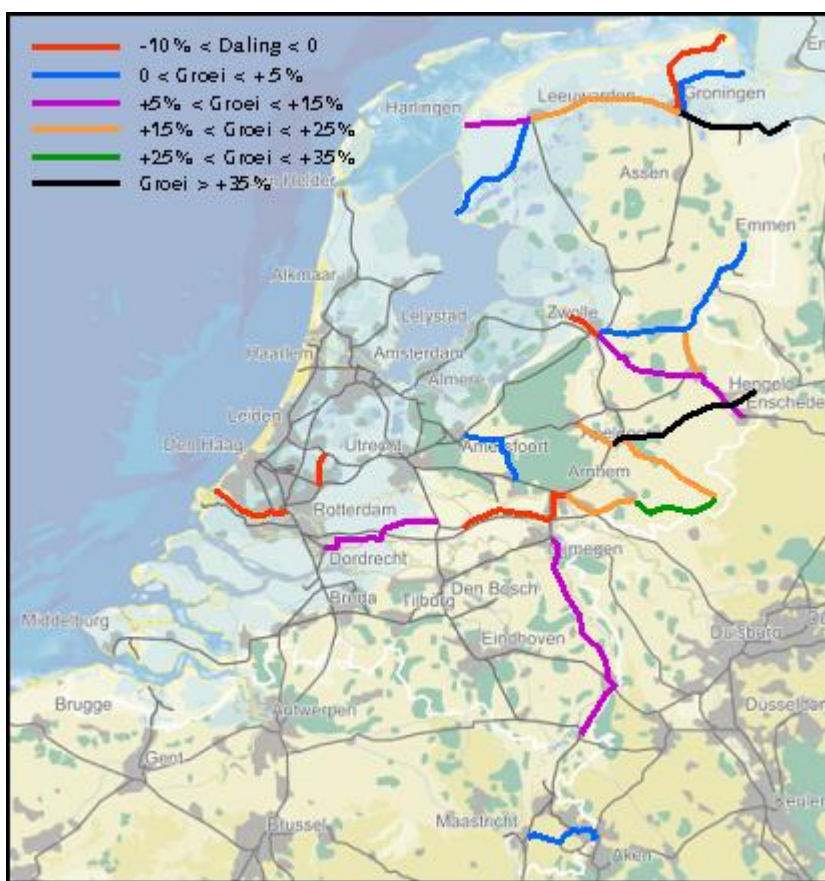 -10% < Daling < 0
0 < Groei < +5%
+5% < Groei < +15%
+15% < Groei < +25%
+25% < Groei < +35%
Groei > +35%
Harlingen
Leeuwarden
Groningen
Assen
Emmen
Alkmaar
Lelystad
Zwolle
Haarlem
Amsterdam
Almere
Hengelo
Enschede
Leiden
Den Haag
Utrecht
Amersfoort
Arnhem
Rotterdam
Dordrecht
Nijmegen
Den Bosch
Breda
Tilburg
Middelburg
Eindhoven
Duisburg
Brugge
Antwerpen
Düsseldorf
Gent
Brussel
Maastricht
Aken
Keulen